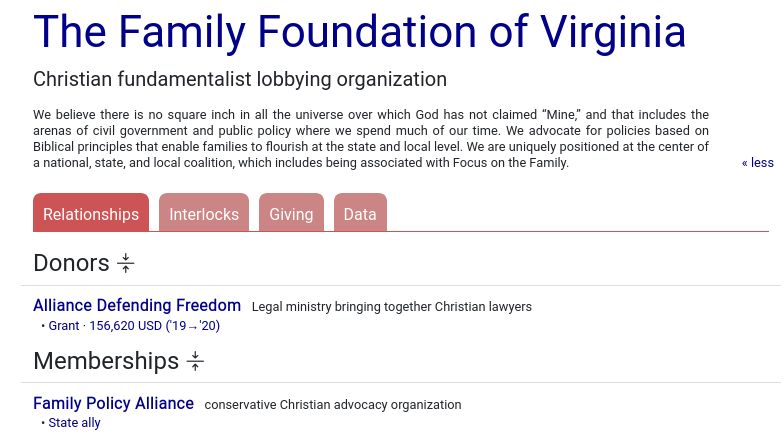 The Family Foundation of Virginia
Christian fundamentalist lobbying organization
We believe there is no square inch in all the universe over which God has not claimed “Mine,” and that includes the
arenas of civil government and public policy where we spend much of our time. We advocate for policies based on
Biblical principles that enable families to flourish at the state and local level. We are uniquely positioned at the center of
a national, state, and local coalition, which includes being associated with Focus on the Family.
« less
Relationships Interlocks Giving Data
Donors
Alliance Defending Freedom Legal ministry bringing together Christian lawyers
• Grant · 156,620 USD ('19→'20)
Memberships
Family Policy Alliance conservative Christian advocacy organization
• State ally